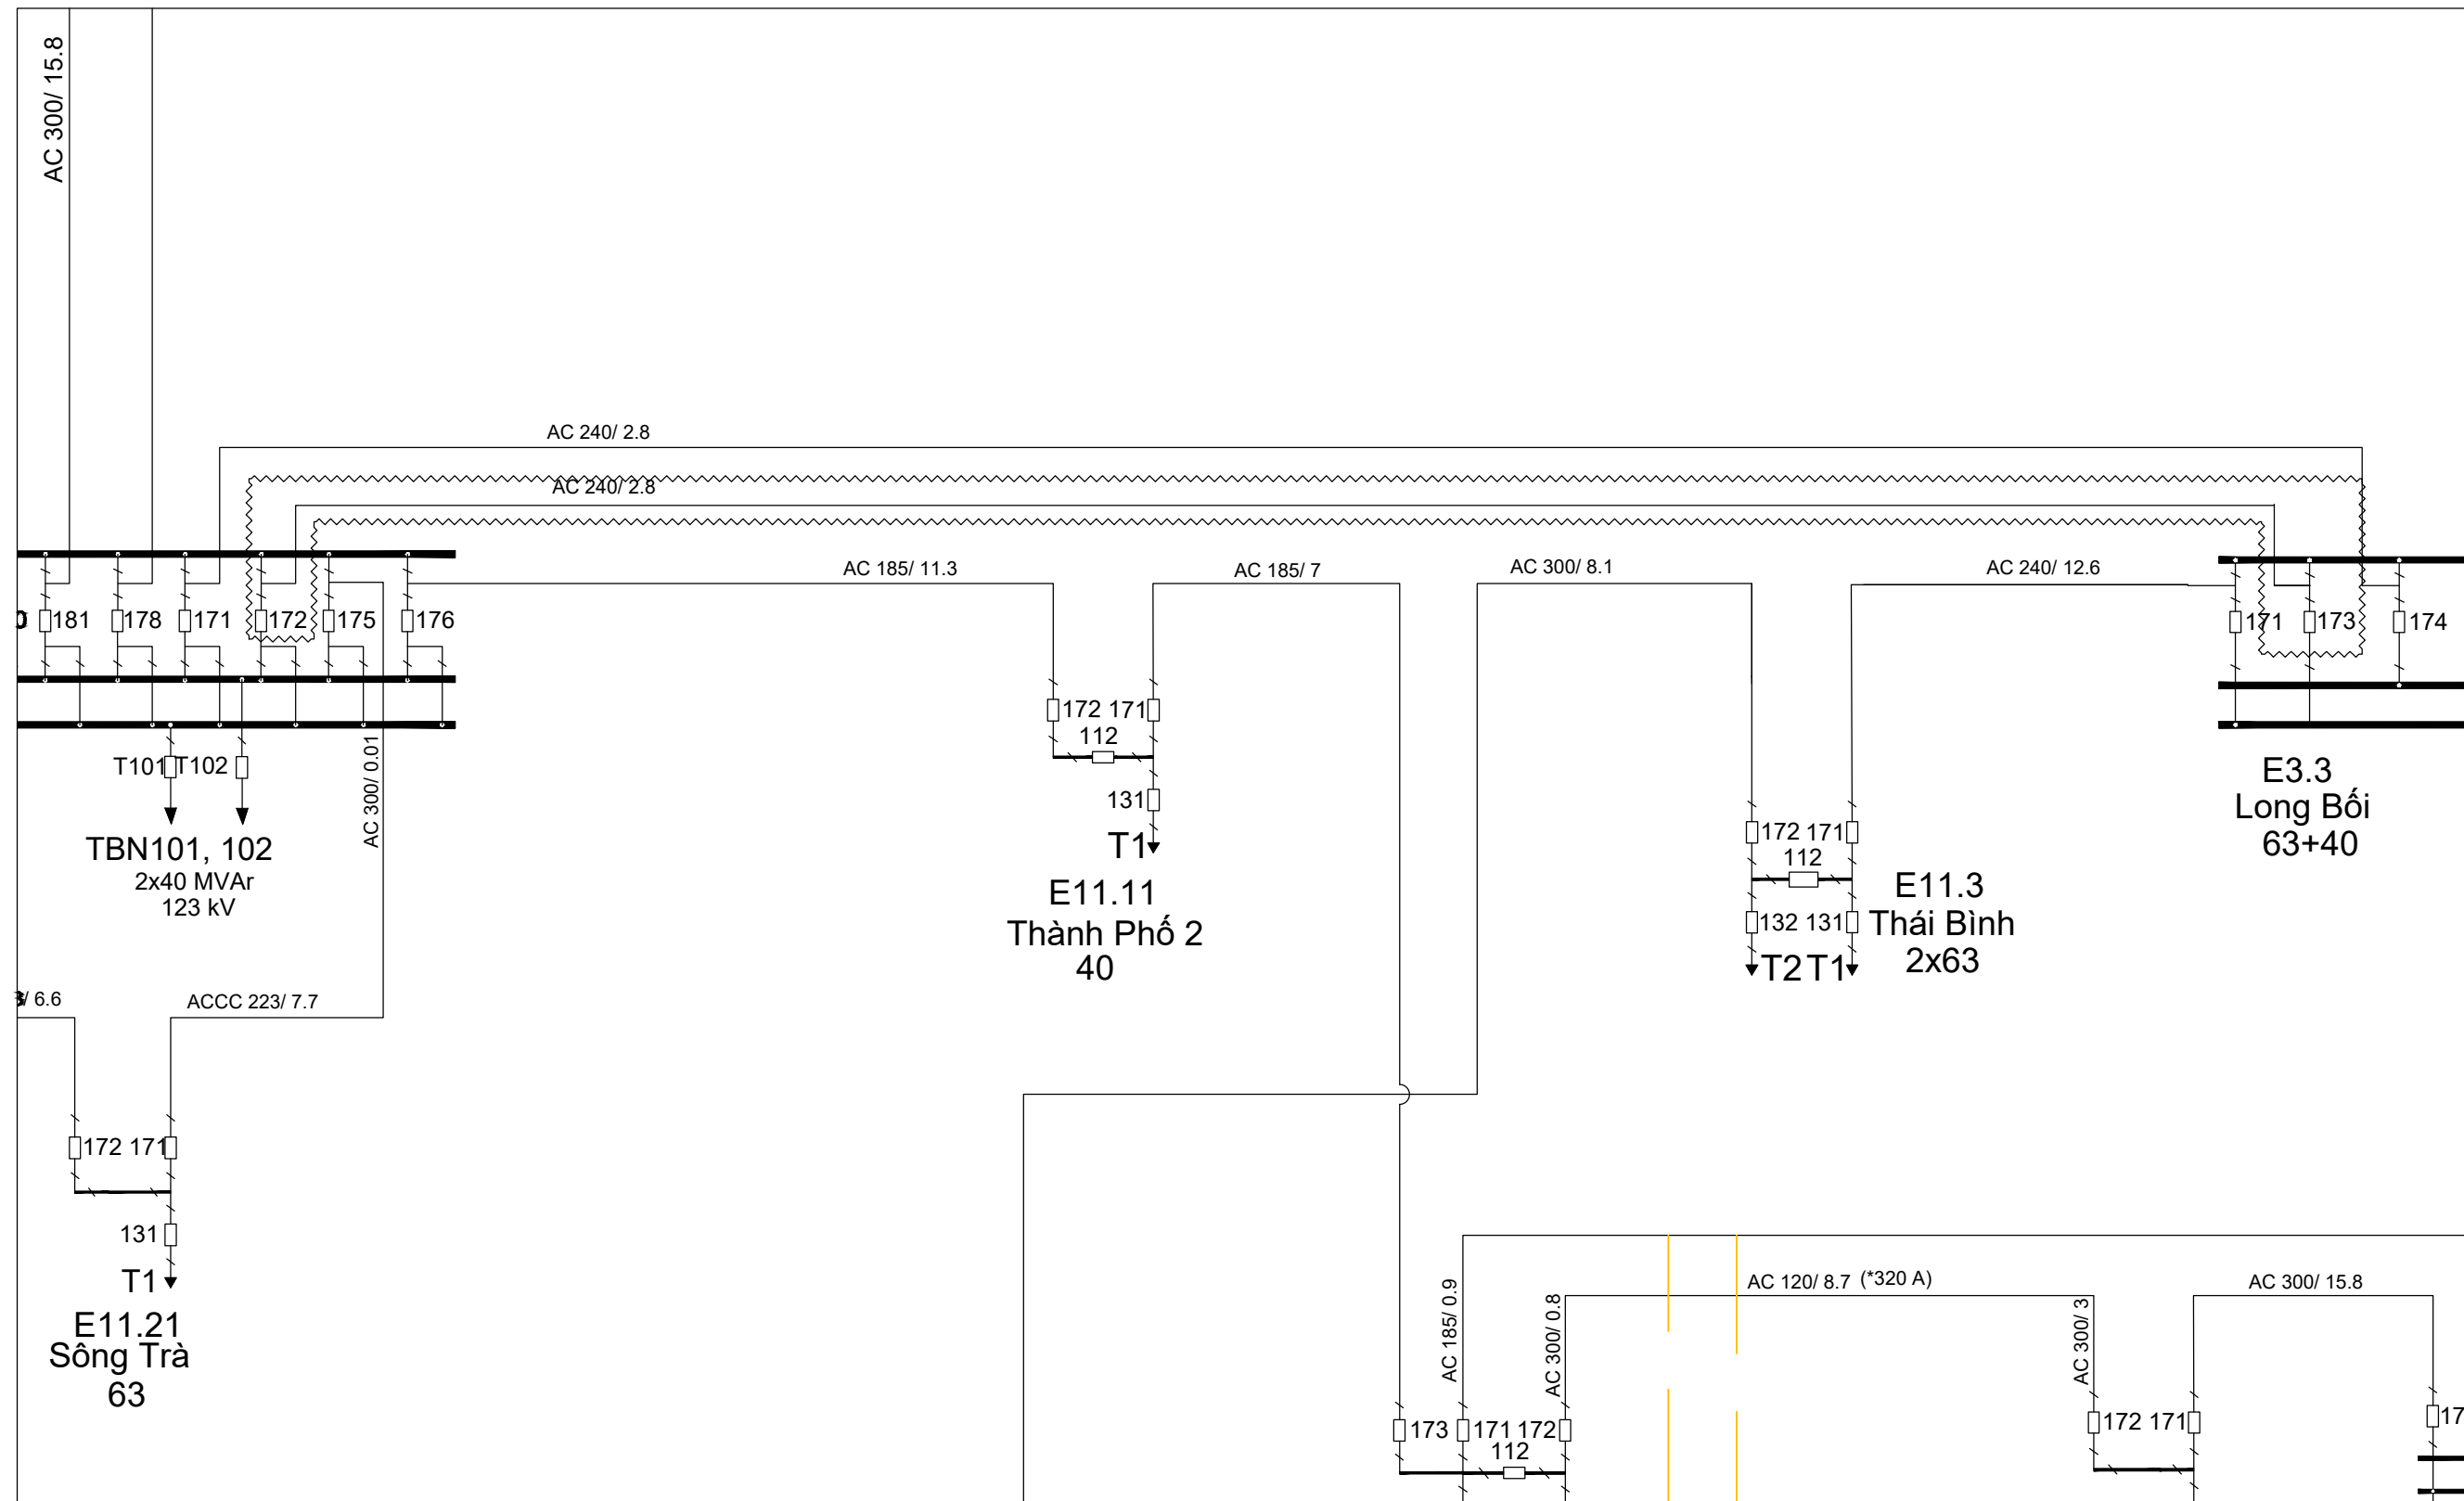 AC 300/ 15.8
AC 240/ 2.8
AC 240/ 2.8
AC 185/ 11.3
AC 185/ 7
AC 300/ 8.1
AC 240/ 12.6
181
178
171
172
175
176
171
173
174
172 171
112
131
T1
E11.11
Thành Phố 2
40
T101
T102
AC 300/ 0.01
TBN101, 102
2x40 MVAr
123 kV
172 171
112
132 131
T2 T1
E11.3
Thái Bình
2x63
E3.3
Long Bối
63+40
/ 6.6
ACCC 223/ 7.7
172 171
131
T1
E11.21
Sông Trà
63
AC 185/ 0.9
AC 300/ 0.8
AC 120/ 8.7 (*320 A)
AC 300/ 3
AC 300/ 15.8
173
171 172
112
172 171
17